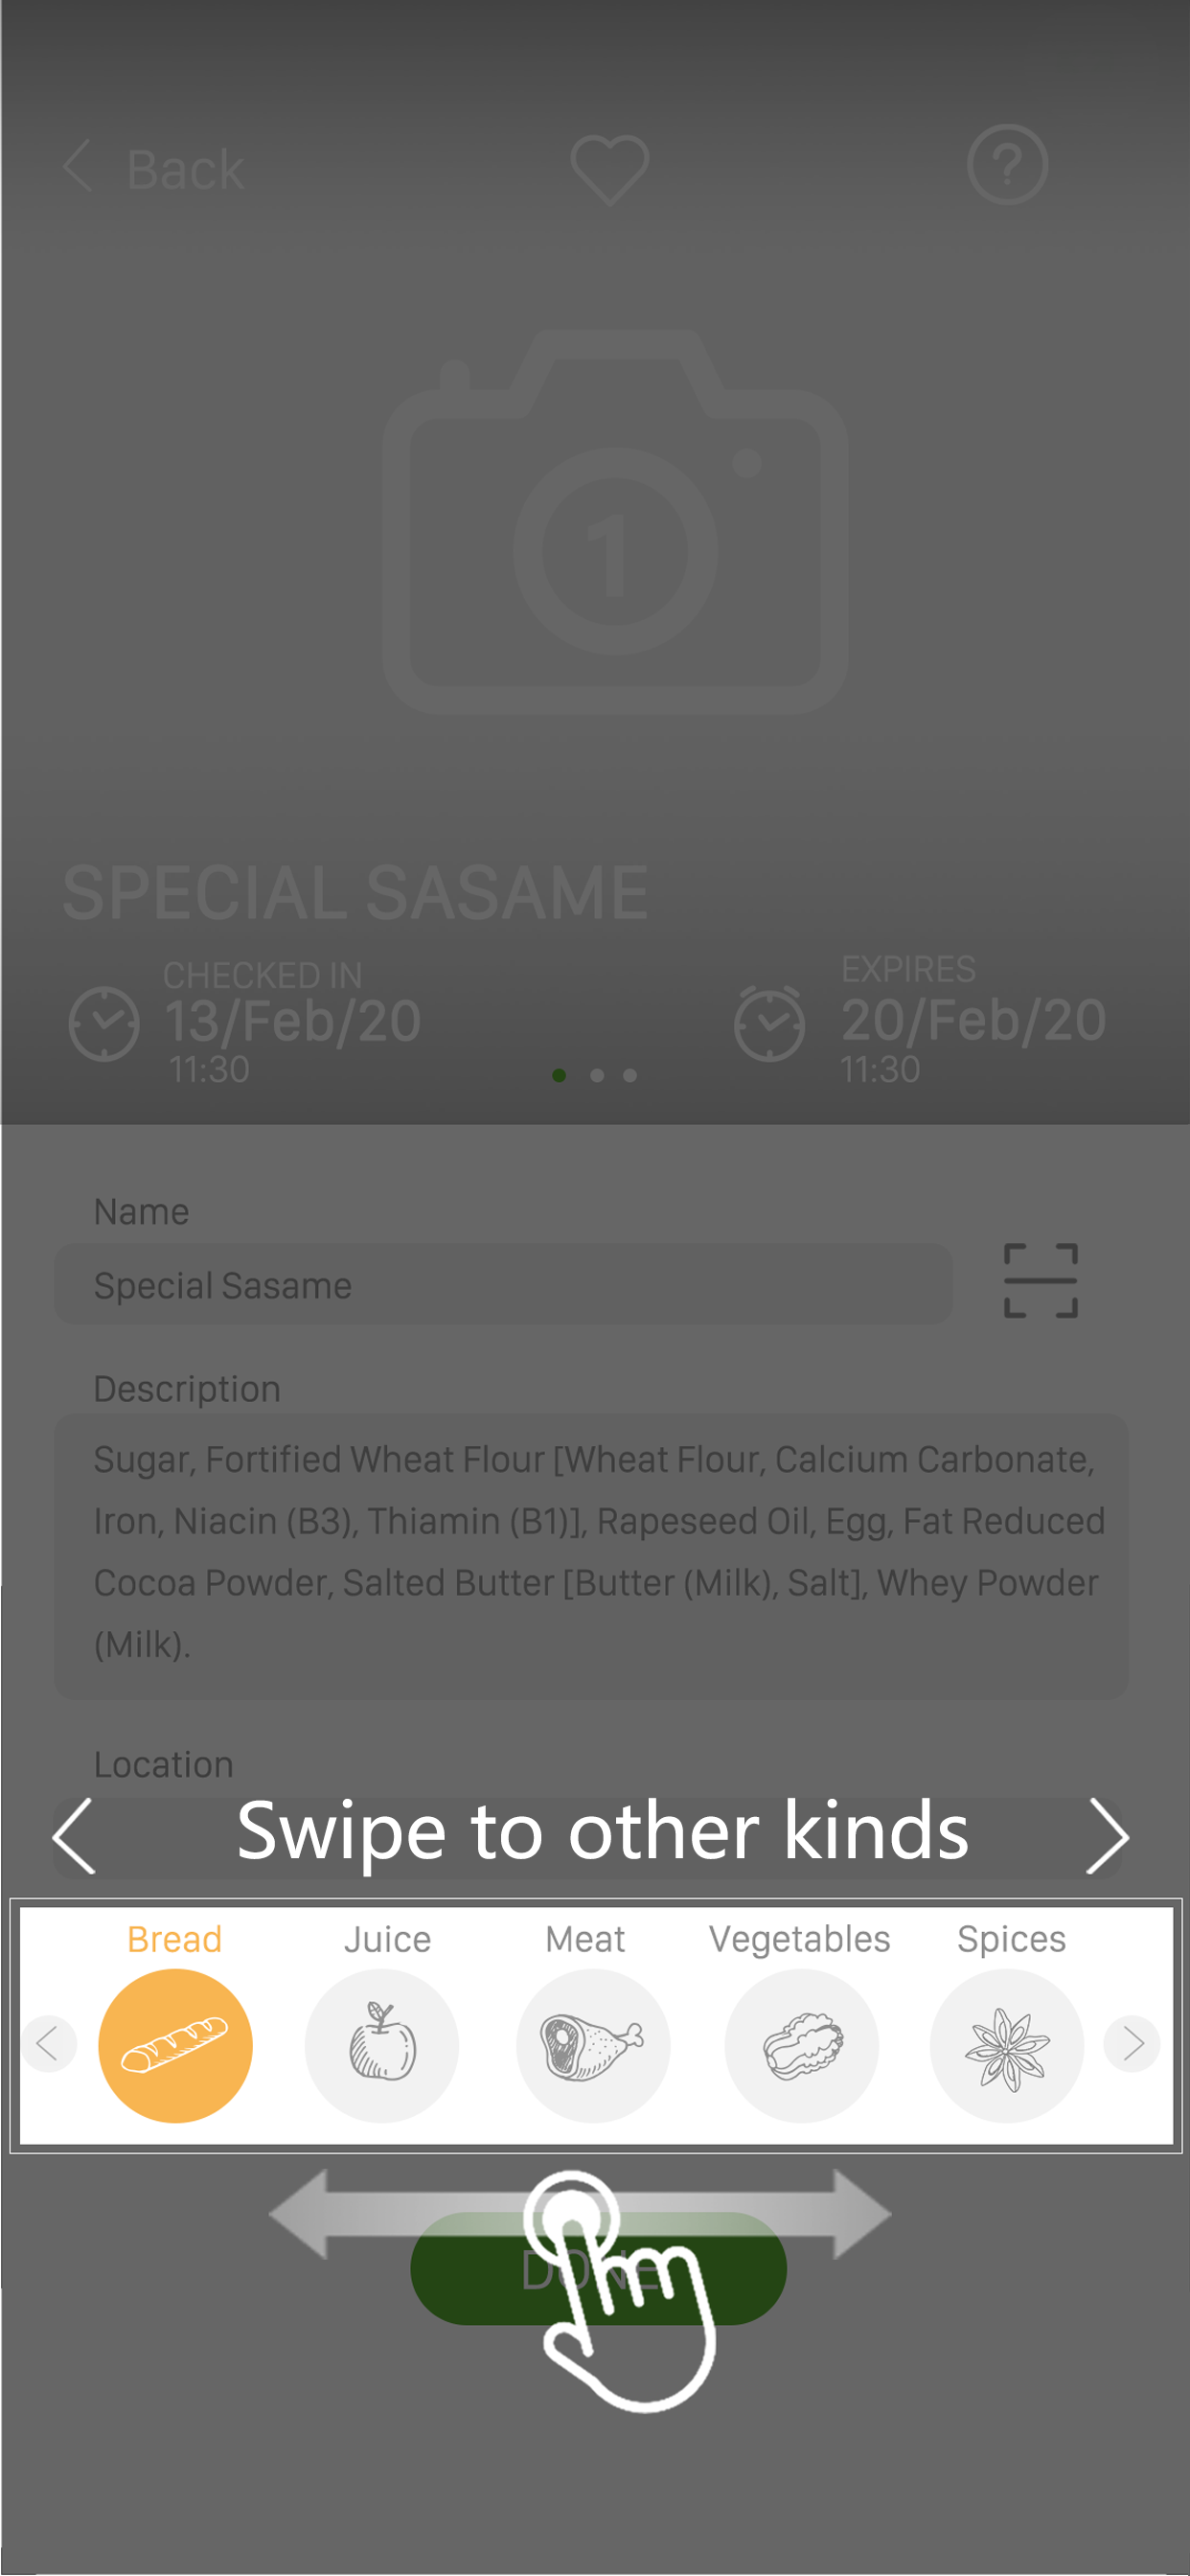 Back
?
1
SPECIAL SASAME
CHECKED IN
13/Feb/20
11:30
EXPIRES
20/Feb/20
11:30
Name
Special Sasame
Description
Sugar, Fortified Wheat Flour [Wheat Flour, Calcium Carbonate,
Iron, Niacin (B3), Thiamin (B1)], Rapeseed Oil, Egg, Fat Reduced
Cocoa Powder, Salted Butter [Butter (Milk), Salt], Whey Powder
(Milk).
Location
Swipe to other kinds
Bread Juice Meat Vegetables Spices
DONE